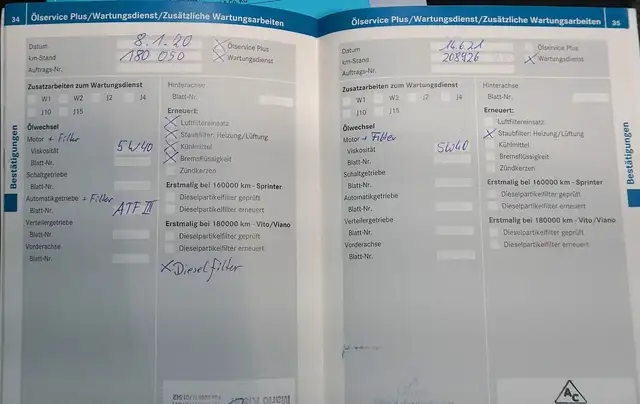 34 Ölservice Plus/Wartungsdienst/Zusätzliche Wartungsarbeiten
Datum 8.1.20
Ölservice Plus
km-Stand 180 050
Wartungsdienst
Auftrags-Nr.
Zusatzarbeiten zum Wartungsdienst
W1 W2 J2 J4
J10 J15
Ölwechsel
Motor + Filter
Viskosität 5W40
Blatt-Nr.
Schaltgetriebe
Blatt-Nr.
Automatikgetriebe + Filter
Blatt-Nr. ATF III
Verteilergetriebe
Blatt-Nr.
Vorderachse
Blatt-Nr.
Hinterachse
Blatt-Nr.
Erneuert:
Luftfiltereinsatz
Staubfilter: Heizung/Lüftung
Kühlmittel
Bremsflüssigkeit
Zündkerzen
Erstmalig bei 160000 km - Sprinter
Dieselpartikelfilter geprüft
Dieselpartikelfilter erneuert
Erstmalig bei 180000 km - Vito/Viano
Dieselpartikelfilter geprüft
Dieselpartikelfilter erneuert
x Dieselfilter
Bestätigungen
Ölservice Plus/Wartungsdienst/Zusätzliche Wartungsarbeiten 35
Datum 14.6.21
Ölservice Plus
km-Stand 208926
Wartungsdienst
Auftrags-Nr.
Zusatzarbeiten zum Wartungsdienst
W1 W2 J2 J4
J10 J15
Ölwechsel
Motor + Filter
Viskosität 5W40
Blatt-Nr.
Schaltgetriebe
Blatt-Nr.
Automatikgetriebe
Blatt-Nr.
Verteilergetriebe
Blatt-Nr.
Vorderachse
Blatt-Nr.
Hinterachse
Blatt-Nr.
Erneuert:
Luftfiltereinsatz
Staubfilter: Heizung/Lüftung
Kühlmittel
Bremsflüssigkeit
Zündkerzen
Erstmalig bei 160000 km - Sprinter
Dieselpartikelfilter geprüft
Dieselpartikelfilter erneuert
Erstmalig bei 180000 km - Vito/Viano
Dieselpartikelfilter geprüft
Dieselpartikelfilter erneuert
AC
Bestätigungen